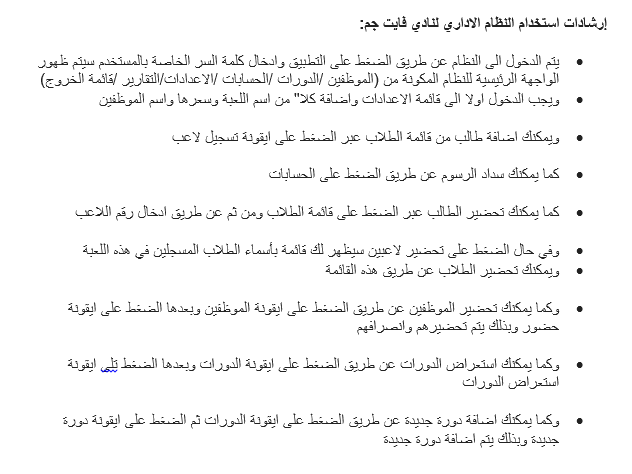 إرشادات استخدام النظام الاداري لنادي فايت جم:
يتم الدخول الى النظام عن طريق الضغط على التطبيق وادخال كلمة السر الخاصة بالمستخدم سيتم ظهور
الواجهة الرئيسية للنظام المكونة من (الموظفين /الدورات /الحسابات /الاعدادات/التقارير /قائمة الخروج)
ويجب الدخول اولا الى قائمة الاعدادات واضافة كلا" من اسم اللعبة وسعرها واسم الموظفين
ويمكنك اضافة طالب من قائمة الطلاب عبر الضغط على ايقونة تسجيل لاعب
كما يمكنك سداد الرسوم عن طريق الضغط على الحسابات
كما يمكنك تحضير الطالب عبر الضغط على قائمة الطلاب ومن ثم عن طريق ادخال رقم اللاعب
وفي حال الضغط على تحضير لاعبين سيظهر لك قائمة بأسماء الطلاب المسجلين في هذه اللعبة
ويمكنك تحضير الطلاب عن طريق هذه القائمة
وكما يمكنك تحضير الموظفين عن طريق الضغط على ايقونة الموظفين وبعدها الضغط على ايقونة
حضور وبذلك يتم تحضيرهم وانصرافهم
وكما يمكنك استعراض الدورات عن طريق الضغط على ايقونة الدورات وبعدها الضغط تلى ايقونة
استعراض الدورات
وكما يمكنك اضافة دورة جديدة عن طريق الضغط على ايقونة الدورات ثم الضغط على ايقونة دورة
جديدة وبذلك يتم اضافة دورة جديدة